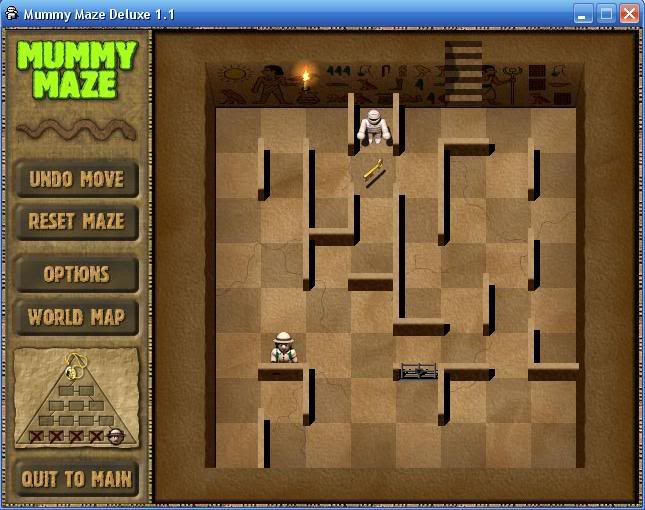 Mummy Maze Deluxe 1.1
MUMMY
MAZE
UNDO MOVE
RESET MAZE
OPTIONS
WORLD MAP
QUIT TO MAIN